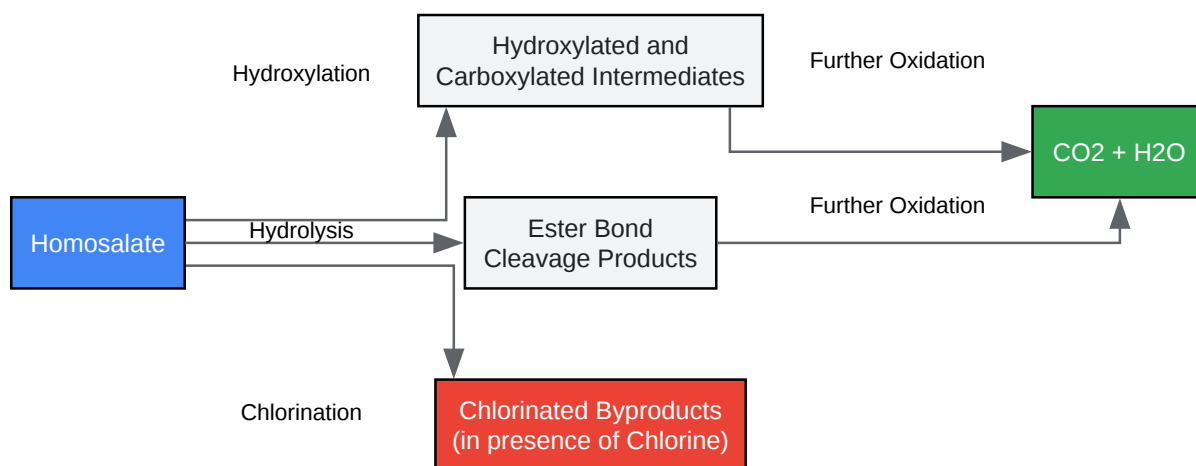 Hydroxylated and
Carboxylated Intermediates
Hydroxylation
Further Oxidation
CO2 + H2O
Homosalate
Hydrolysis
Ester Bond
Cleavage Products
Further Oxidation
Chlorination
Chlorinated Byproducts
(in presence of Chlorine)